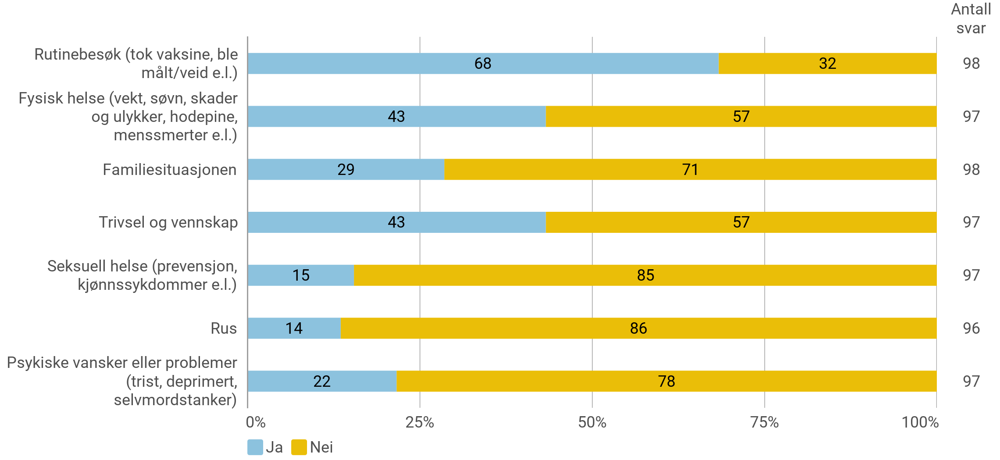 Antall
svar
Rutinebesøk (tok vaksine, ble
målt/veid e.l.)
68
32
98
Fysisk helse (vekt, søvn, skader
og ulykker, hodepine,
menssmerter e.l.)
43
57
97
Familiesituasjonen
29
71
98
Trivsel og vennskap
43
57
97
Seksuell helse (prevensjon,
kjønnssykdommer e.l.)
15
85
97
Rus
14
86
96
Psykiske vansker eller problemer
(trist, deprimert,
selvmordstanker)
22
78
97
0%
25%
50%
75%
100%
Ja
Nei